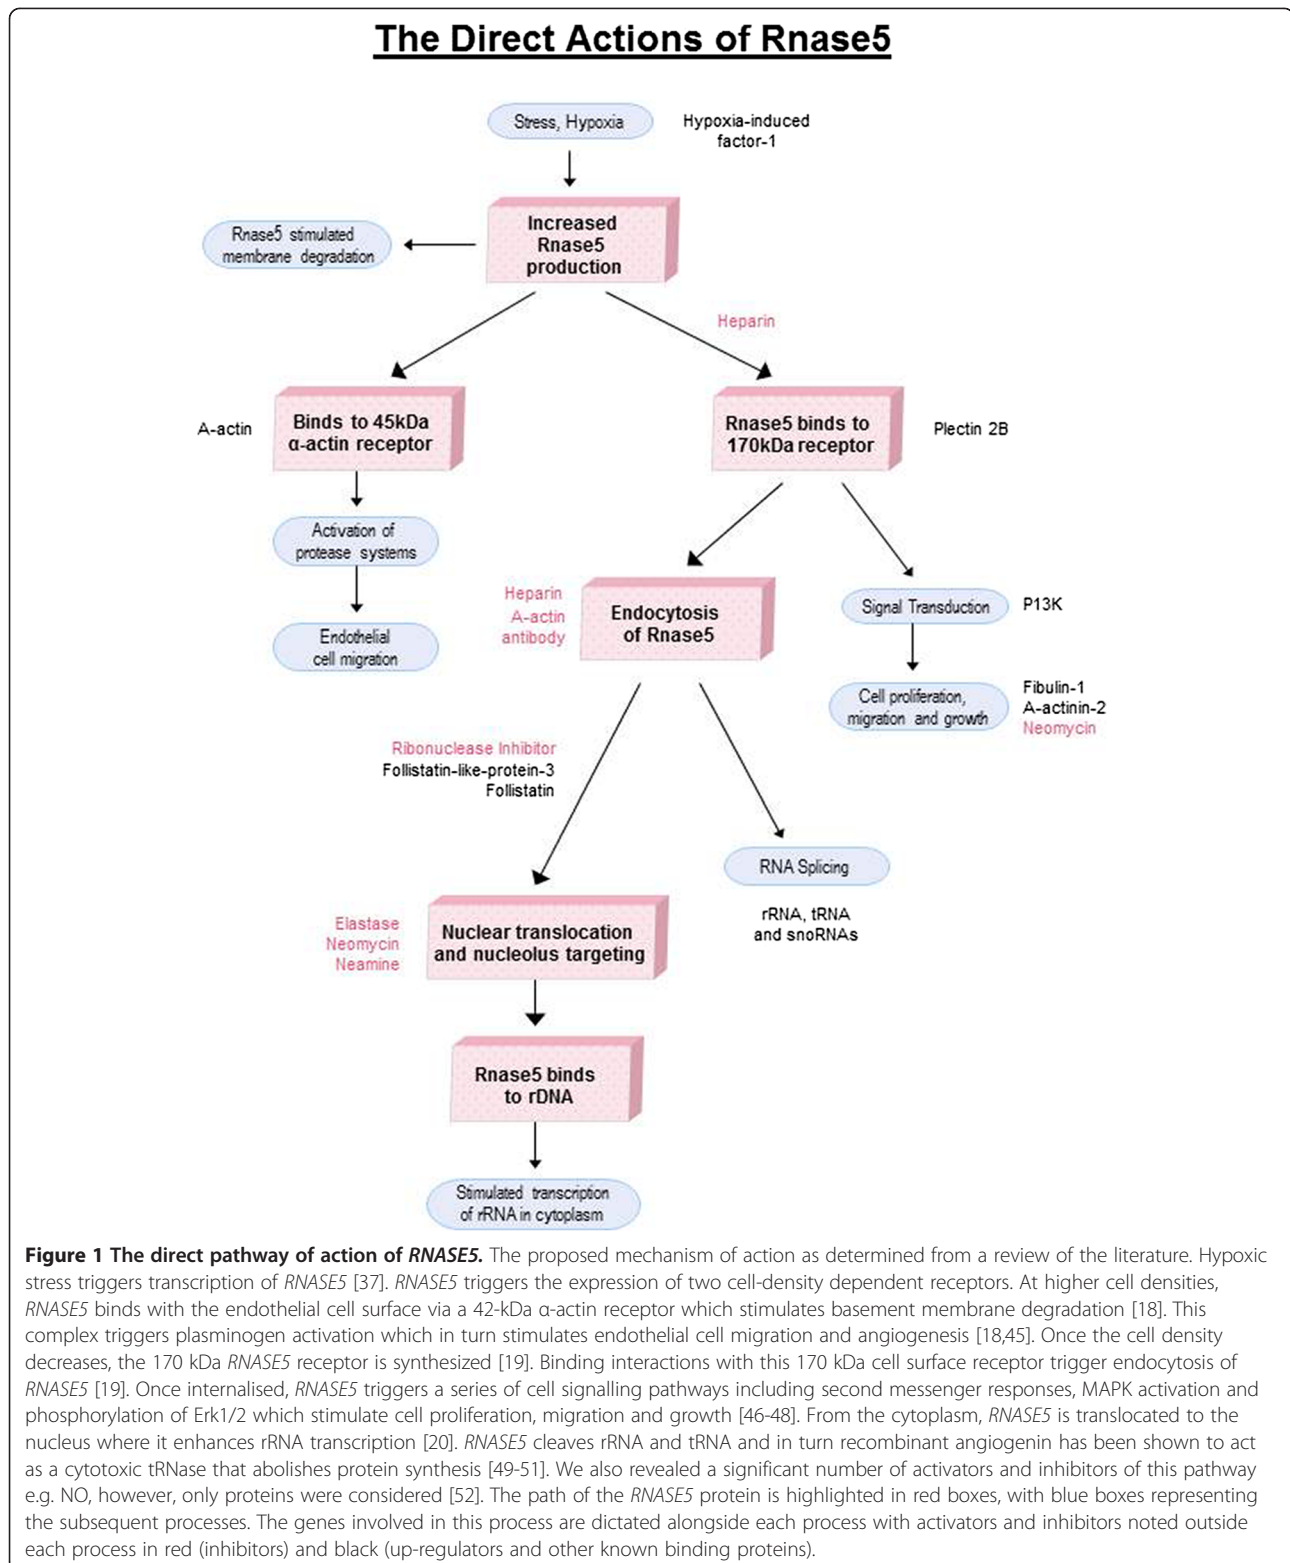 The Direct Actions of Rnase5
Stress, Hypoxia
Hypoxia-induced
factor-1
Increased
Rnase5
production
Rnase5 stimulated
membrane degradation
Heparin
A-actin
Binds to 45kDa
α-actin receptor
Rnase5 binds to
170kDa receptor
Plectin 2B
Activation of
protease systems
Endothelial
cell migration
Heparin
A-actin
antibody
Endocytosis
of Rnase5
Signal Transduction
P13K
Cell proliferation,
migration and growth
Fibulin-1
A-actinin-2
Neomycin
Ribonuclease Inhibitor
Follistatin-like-protein-3
Follistatin
RNA Splicing
rRNA, tRNA
and snoRNAs
Elastase
Neomycin
Neamine
Nuclear translocation
and nucleolus targeting
Rnase5 binds
to rDNA
Stimulated transcription
of rRNA in cytoplasm
Figure 1 The direct pathway of action of RNASE5. The proposed mechanism of action as determined from a review of the literature. Hypoxic
stress triggers transcription of RNASE5 [37]. RNASE5 triggers the expression of two cell-density dependent receptors. At higher cell densities,
RNASE5 binds with the endothelial cell surface via a 42-kDa α-actin receptor which stimulates basement membrane degradation [18]. This
complex triggers plasminogen activation which in turn stimulates endothelial cell migration and angiogenesis [18,45]. Once the cell density
decreases, the 170 kDa RNASE5 receptor is synthesized [19]. Binding interactions with this 170 kDa cell surface receptor trigger endocytosis of
RNASE5 [19]. Once internalised, RNASE5 triggers a series of cell signalling pathways including second messenger responses, MAPK activation and
phosphorylation of Erk1/2 which stimulate cell proliferation, migration and growth [46-48]. From the cytoplasm, RNASE5 is translocated to the
nucleus where it enhances rRNA transcription [20]. RNASE5 cleaves rRNA and tRNA and in turn recombinant angiogenin has been shown to act
as a cytotoxic tRNase that abolishes protein synthesis [49-51]. We also revealed a significant number of activators and inhibitors of this pathway
e.g. NO, however, only proteins were considered [52]. The path of the RNASE5 protein is highlighted in red boxes, with blue boxes representing
the subsequent processes. The genes involved in this process are dictated alongside each process with activators and inhibitors noted outside
each process in red (inhibitors) and black (up-regulators and other known binding proteins).